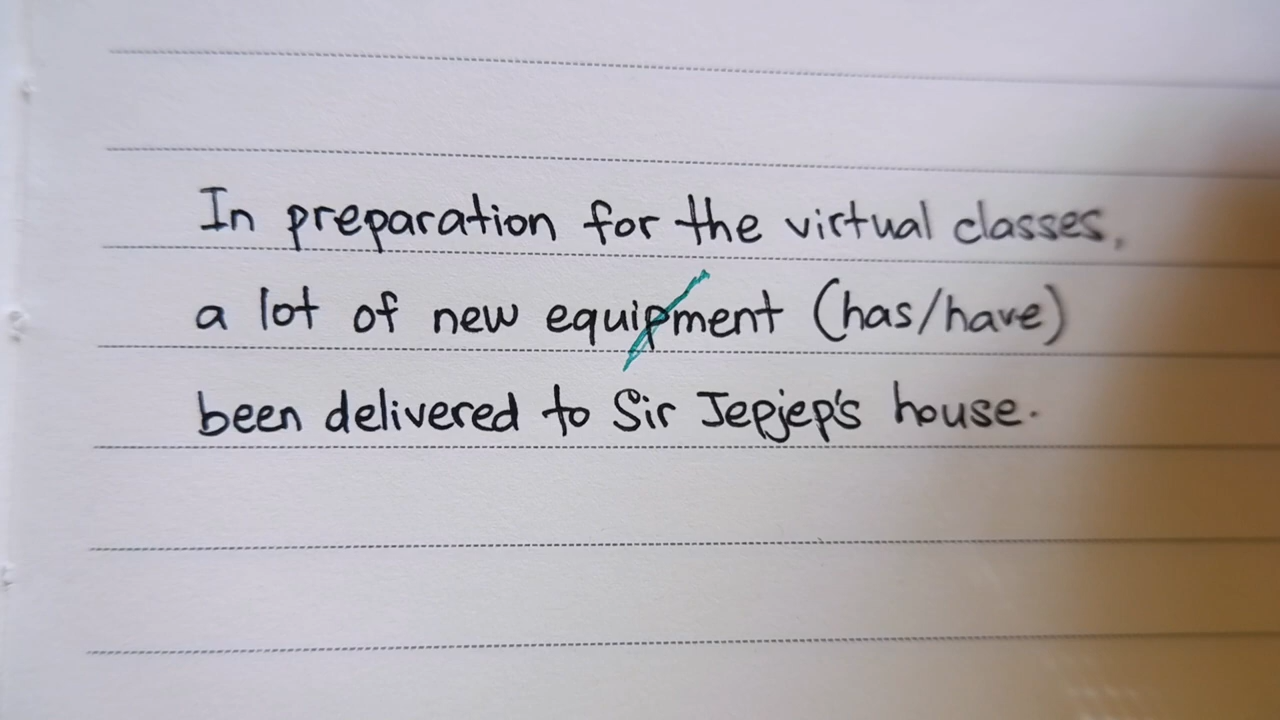 In preparation for the virtual classes,
a lot of new equipment (has/have)
been delivered to Sir Jepjep's house.